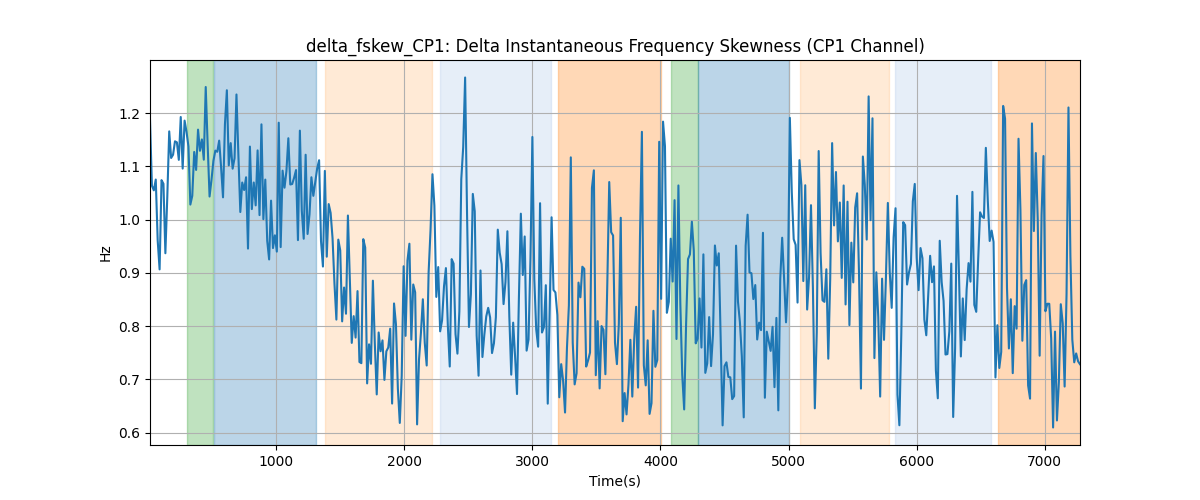 delta_fskew_CP1: Delta Instantaneous Frequency Skewness (CP1 Channel)
Hz
1.2
1.1
1.0
0.9
0.8
0.7
0.6
1000 2000 3000 4000 5000 6000 7000
Time(s)